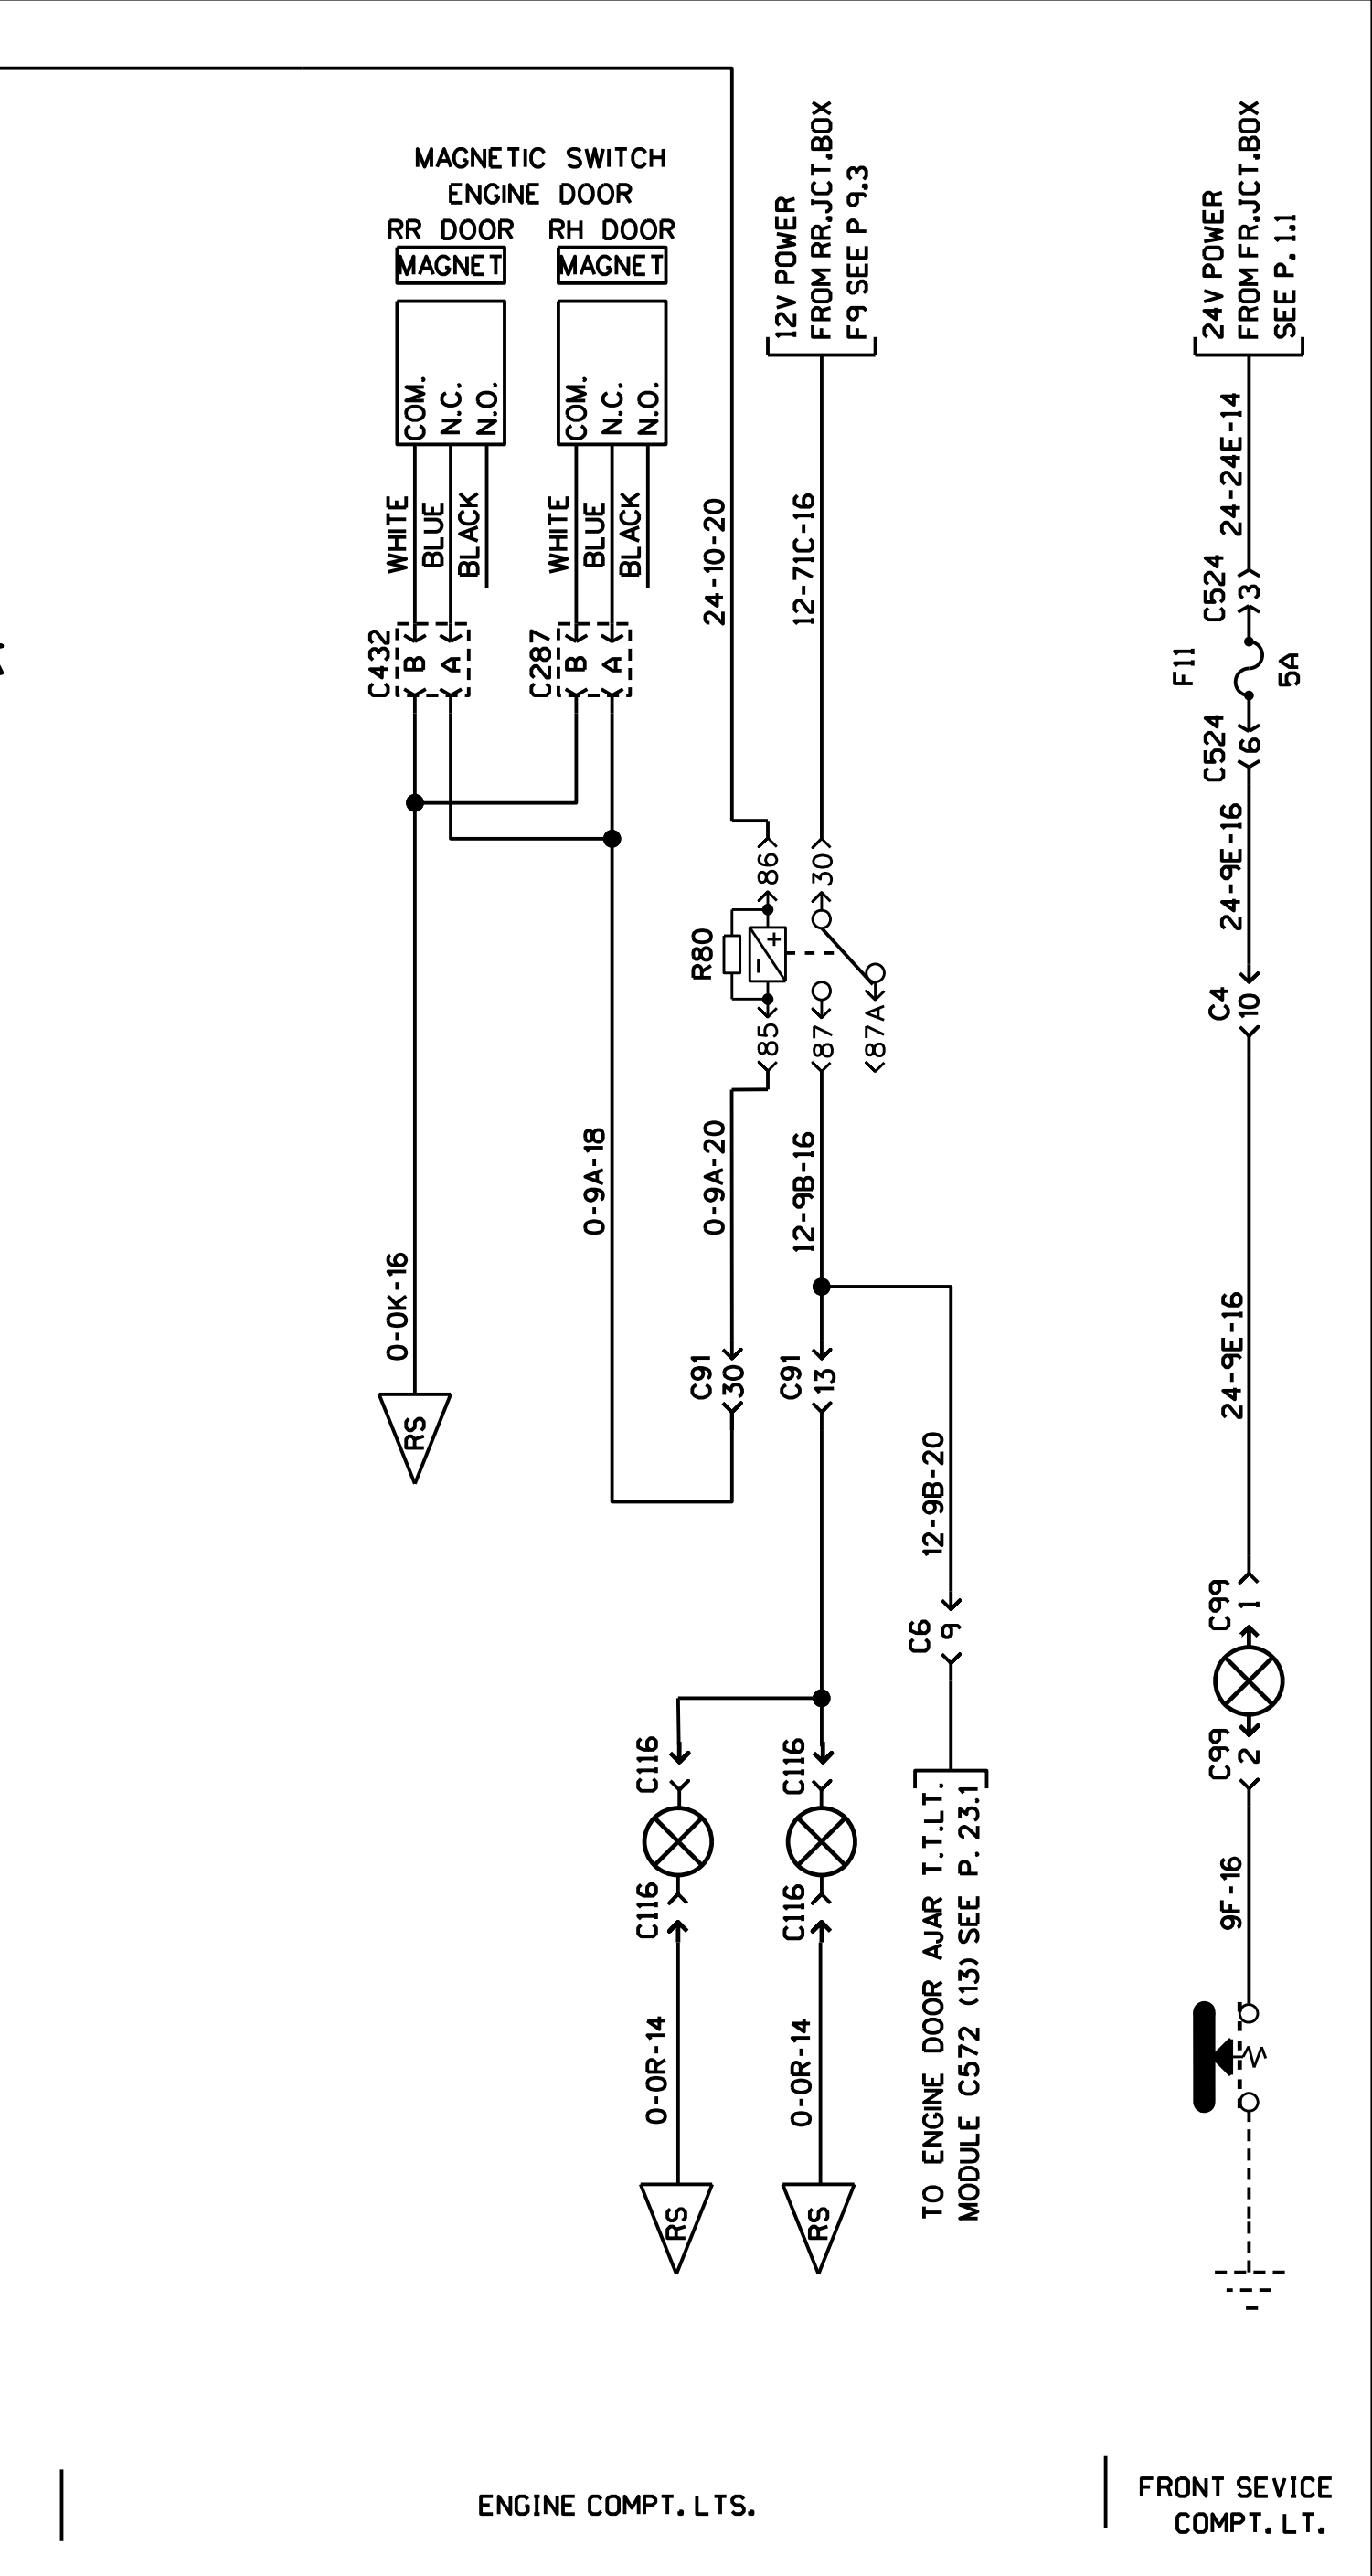 MAGNETIC SWITCH
ENGINE DOOR
RR DOOR
RH DOOR
MAGNET
MAGNET
COM.
N.C.
N.O.
COM.
N.C.
N.O.
WHITE
BLUE
BLACK
WHITE
BLUE
BLACK
C432
B
A
C287
B
A
0-0K-16
RS
0-9A-18
24-10-20
12V POWER
FROM RR.JCT.BOX
F9 SEE P 9.3
12-71C-16
86
30
R80
+
-
85
87
87A
0-9A-20
12-9B-16
C91
30
C91
13
12-9B-20
C6
9
C116
C116
C116
C116
0-0R-14
0-0R-14
RS
RS
TO ENGINE DOOR AJAR T.T.LT.
MODULE C572 (13) SEE P. 23.1
24V POWER
FROM FR.JCT.BOX
SEE P. 1.1
24-24E-14
C524
3
F11
5A
C524
6
24-9E-16
C4
10
24-9E-16
C99
1
C99
2
9F-16
ENGINE COMPT. LTS.
FRONT SEVICE
COMPT. LT.